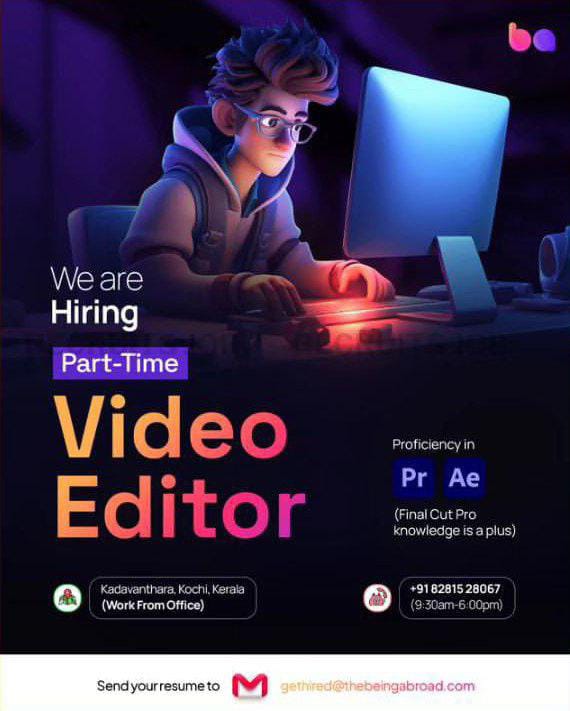 ba
We are
Hiring
Part-Time
Video
Editor
Proficiency in
Pr Ae
(Final Cut Pro
knowledge is a plus)
Kadavanthara, Kochi, Kerala
(Work From Office)
+91 82815 28067
(9:30am-6:00pm)
Send your resume to gethired@thebeingabroad.com